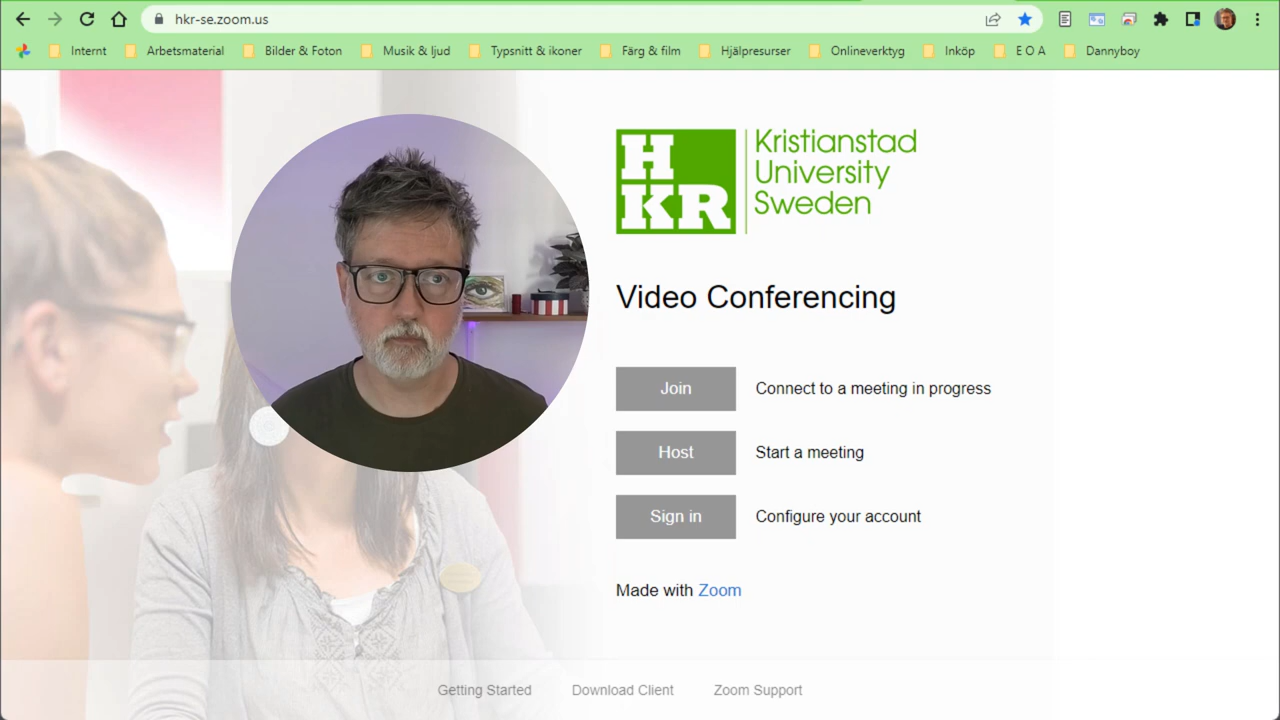 hkr-se.zoom.us
Internt
Arbetsmaterial
Bilder & Foton
Musik & ljud
Typsnitt & ikoner
Färg & film
Hjälpresurser
Onlineverktyg
Inköp
E O A
Dannyboy
H
KR
Kristianstad
University
Sweden
Video Conferencing
Join Connect to a meeting in progress
Host Start a meeting
Sign in Configure your account
Made with Zoom
Getting Started Download Client Zoom Support